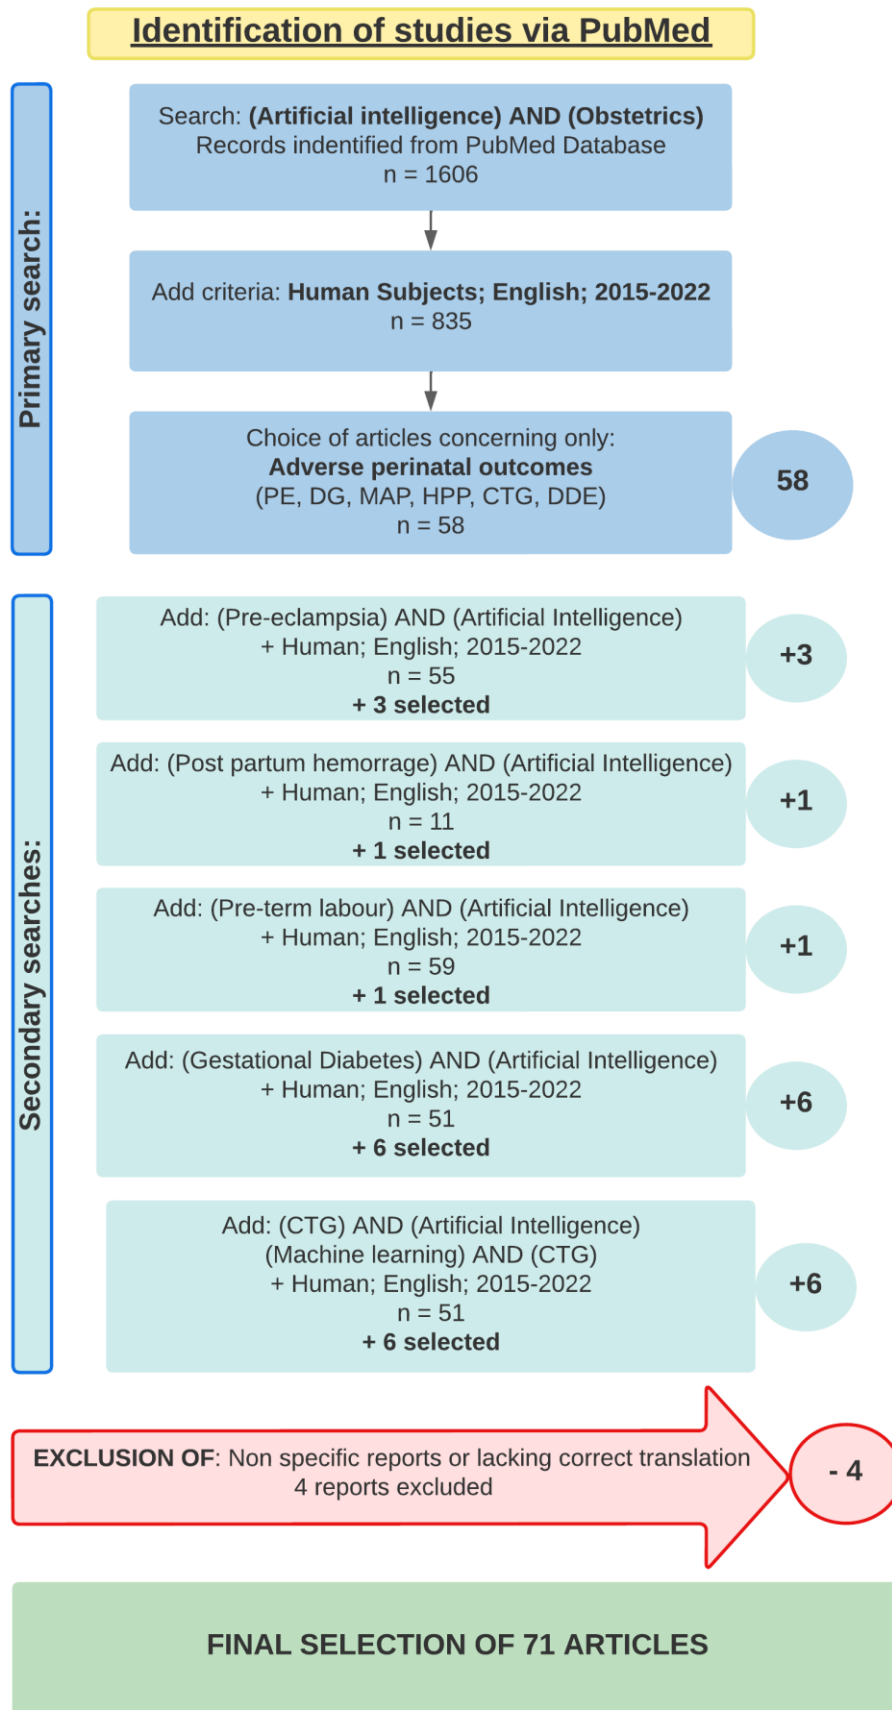 Identification of studies via PubMed
Primary search:
Search: (Artificial intelligence) AND (Obstetrics)
Records indentified from PubMed Database
n = 1606
Add criteria: Human Subjects; English; 2015-2022
n = 835
Choice of articles concerning only:
Adverse perinatal outcomes
(PE, DG, MAP, HPP, CTG, DDE)
n = 58
58
Secondary searches:
Add: (Pre-eclampsia) AND (Artificial Intelligence)
+ Human; English; 2015-2022
n = 55
+ 3 selected
+3
Add: (Post partum hemorrage) AND (Artificial Intelligence)
+ Human; English; 2015-2022
n = 11
+ 1 selected
+1
Add: (Pre-term labour) AND (Artificial Intelligence)
+ Human; English; 2015-2022
n = 59
+ 1 selected
+1
Add: (Gestational Diabetes) AND (Artificial Intelligence)
+ Human; English; 2015-2022
n = 51
+ 6 selected
+6
Add: (CTG) AND (Artificial Intelligence)
(Machine learning) AND (CTG)
+ Human; English; 2015-2022
n = 51
+ 6 selected
+6
EXCLUSION OF: Non specific reports or lacking correct translation
4 reports excluded
- 4
FINAL SELECTION OF 71 ARTICLES